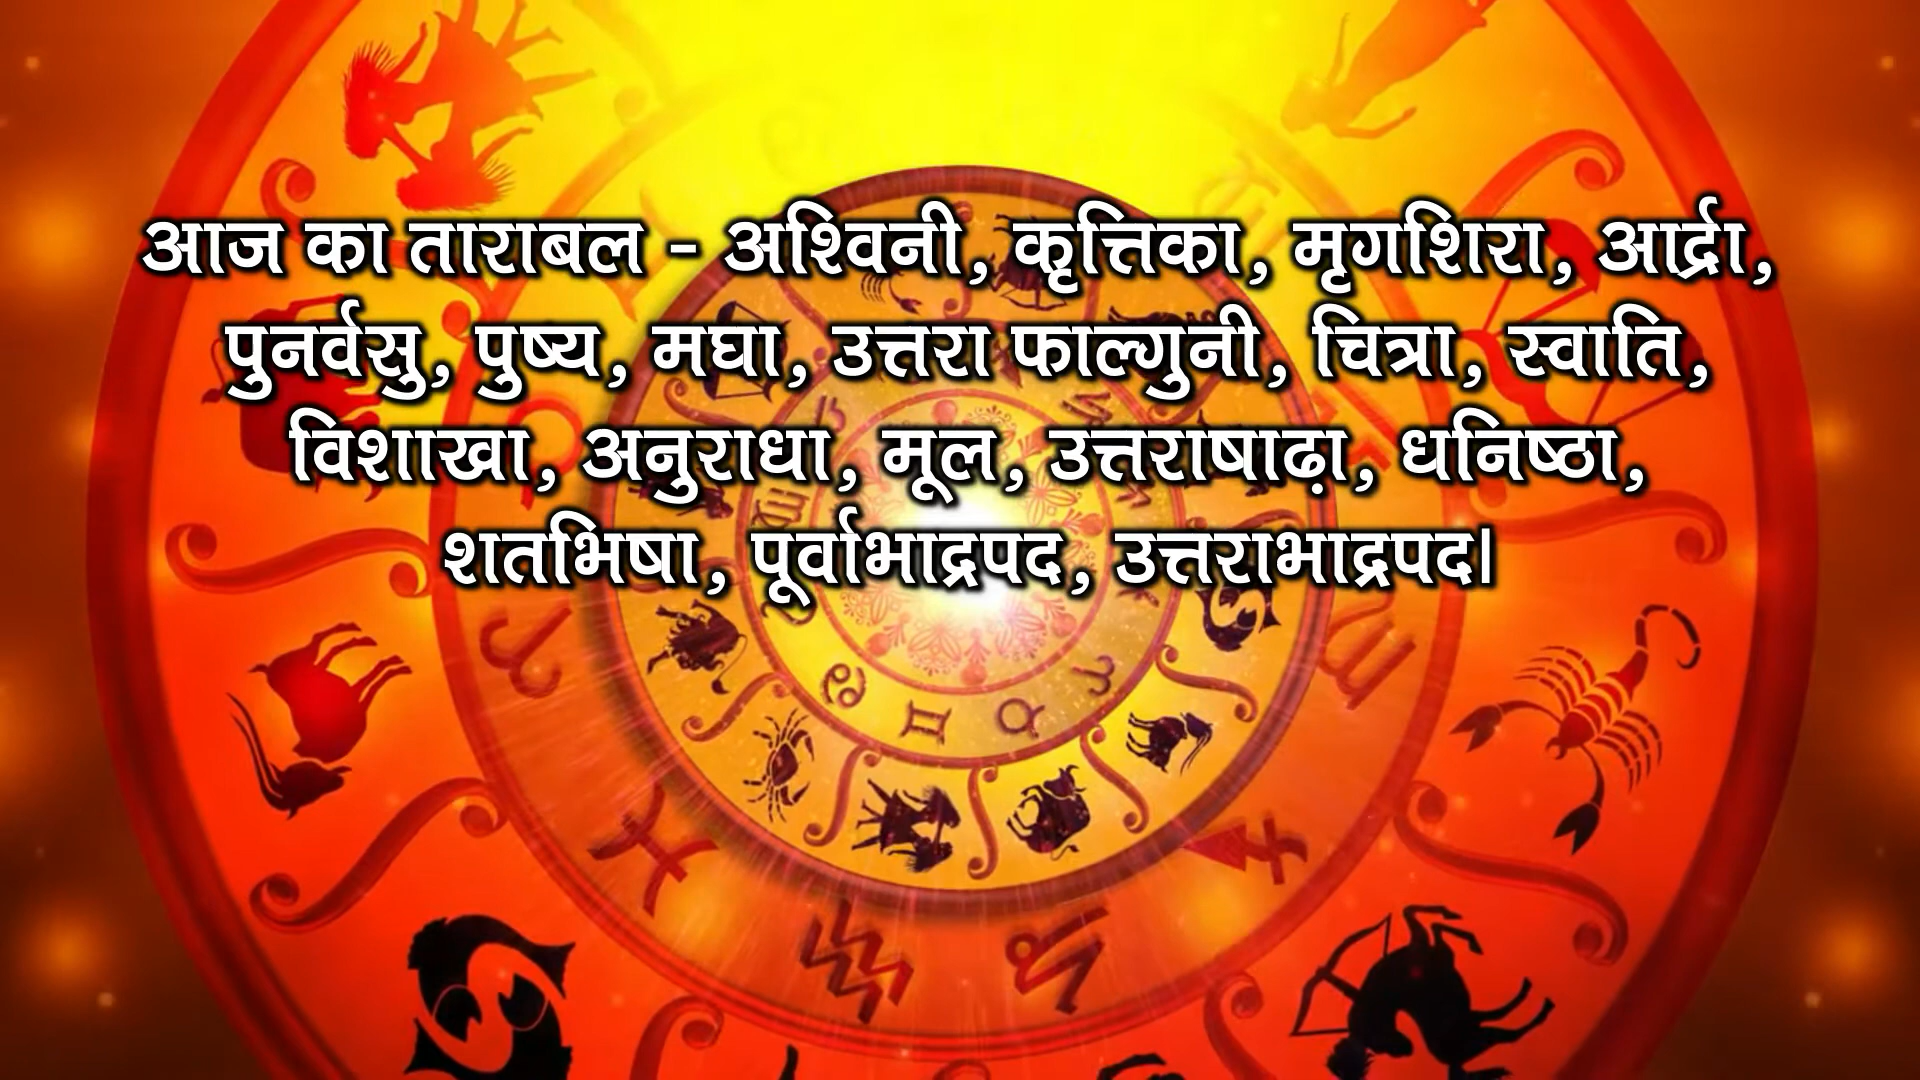 आज का ताराबल - अश्विनी, कृत्तिका, मृगशिरा, आर्द्रा,
पुनर्वसु, पुष्य, मघा, उत्तरा फाल्गुनी, चित्रा, स्वाति,
विशाखा, अनुराधा, मूल, उत्तराषाढ़ा, धनिष्ठा,
शतभिषा, पूर्वाभाद्रपद, उत्तराभाद्रपद।